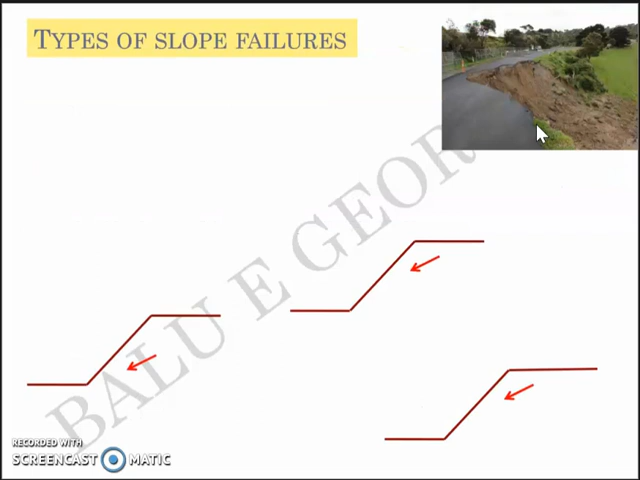 TYPES OF SLOPE FAILURES
BALU E GEOR
RECORDED WITH
SCREENCAST MATIC